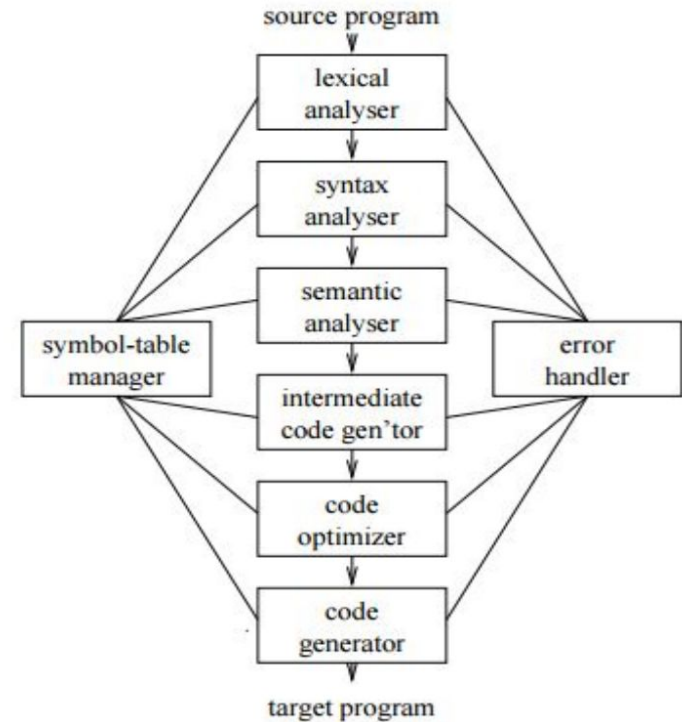 source program
lexical
analyser
syntax
analyser
semantic
analyser
symbol-table
manager
error
handler
intermediate
code gen'tor
code
optimizer
code
generator
target program